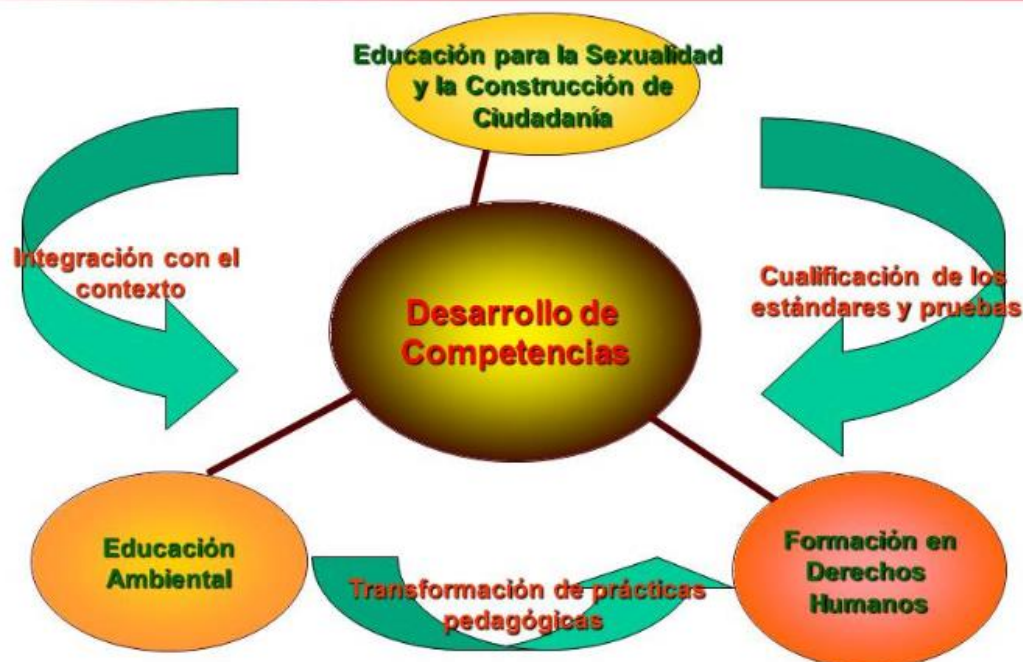 Educación para la Sexualidad
y la Construcción de
Ciudadanía
Integración con el
contexto
Cualificación de los
estándares y pruebas
Desarrollo de
Competencias
Educación
Ambiental
Transformación de prácticas
pedagógicas
Formación en
Derechos
Humanos